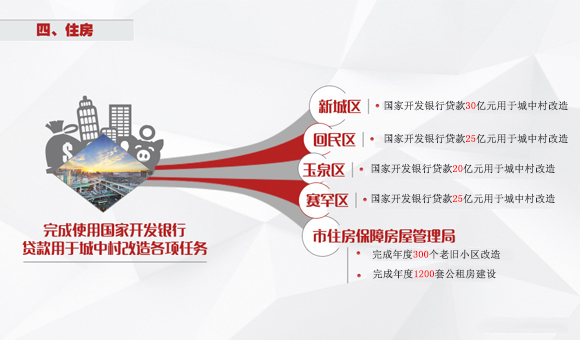 四、住房
新城区
国家开发银行贷款30亿元用于城中村改造
回民区
国家开发银行贷款25亿元用于城中村改造
玉泉区
国家开发银行贷款20亿元用于城中村改造
赛罕区
国家开发银行贷款25亿元用于城中村改造
完成使用国家开发银行
贷款用于城中村改造各项任务
市住房保障房屋管理局
完成年度300个老旧小区改造
完成年度1200套公租房建设